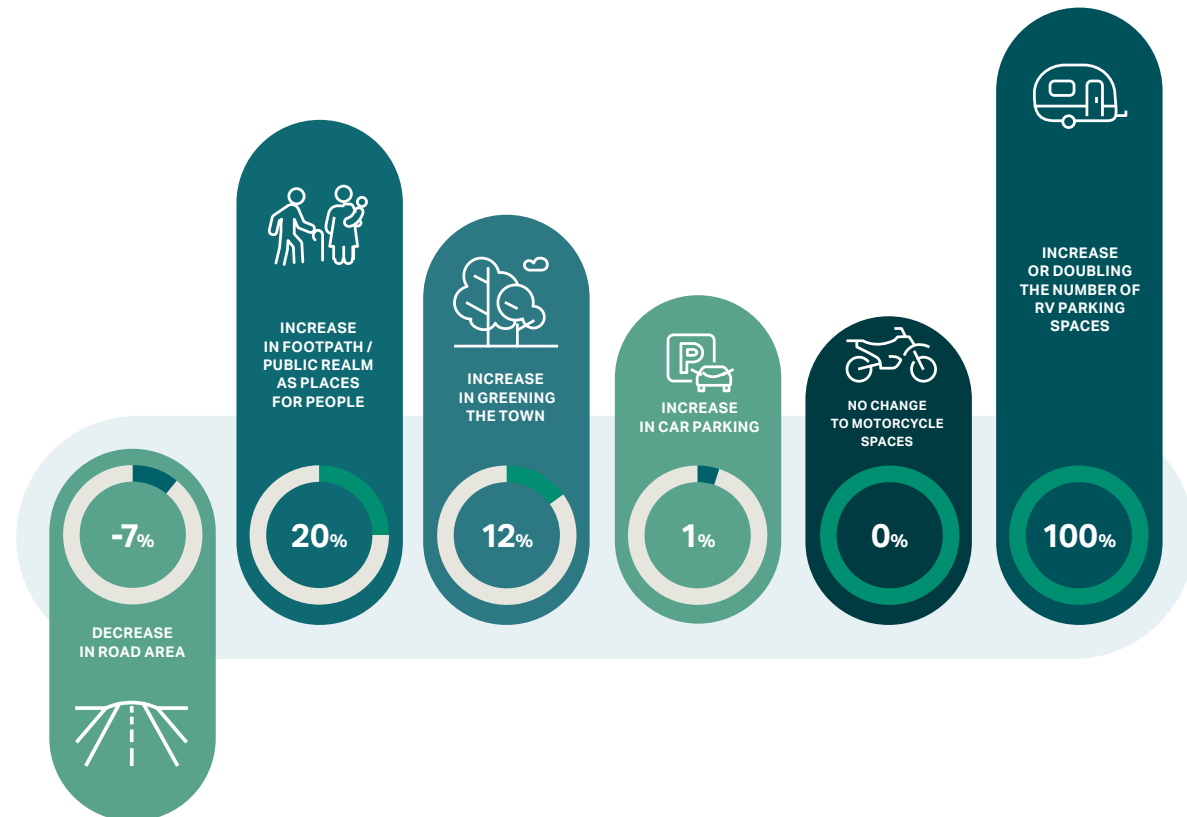 -7%
DECREASE
IN ROAD AREA
INCREASE
IN FOOTPATH /
PUBLIC REALM
AS PLACES
FOR PEOPLE
20%
INCREASE
IN GREENING
THE TOWN
12%
P
INCREASE
IN CAR PARKING
1%
NO CHANGE
TO MOTORCYCLE
SPACES
0%
INCREASE
OR DOUBLING
THE NUMBER OF
RV PARKING
SPACES
100%